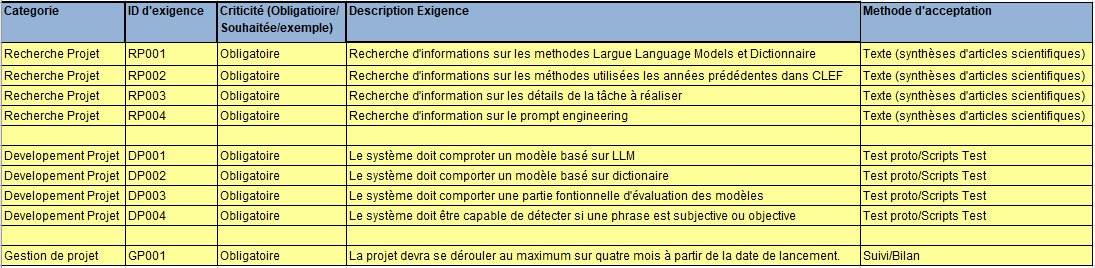 Categorie ID d'exigence Criticité (Obligatoire/ Description Exigence Methode d'acceptation
Souhaitée/exemple)
Recherche Projet RP001 Obligatoire Recherche d'informations sur les methodes Largue Language Models et Dictionnaire Texte (synthèses d'articles scientifiques)
Recherche Projet RP002 Obligatoire Recherche d'informations sur les méthodes utilisées les années prédédentes dans CLEF Texte (synthèses d'articles scientifiques)
Recherche Projet RP003 Obligatoire Recherche d'information sur les détails de la tâche à réaliser Texte (synthèses d'articles scientifiques)
Recherche Projet RP004 Obligatoire Recherche d'information sur le prompt engineering Texte (synthèses d'articles scientifiques)
Developement Projet DP001 Obligatoire Le système doit comproter un modèle basé sur LLM Test proto/Scripts Test
Developement Projet DP002 Obligatoire Le système doit comporter un modèle basé sur dictionaire Test proto/Scripts Test
Developement Projet DP003 Obligatoire Le système doit comporter une partie fontionnelle d'évaluation des modèles Test proto/Scripts Test
Developement Projet DP004 Obligatoire Le système doit être capable de détecter si une phrase est subjective ou objective Test proto/Scripts Test
Gestion de projet GP001 Obligatoire La projet devra se dérouler au maximum sur quatre mois à partir de la date de lancement. Suivi/Bilan